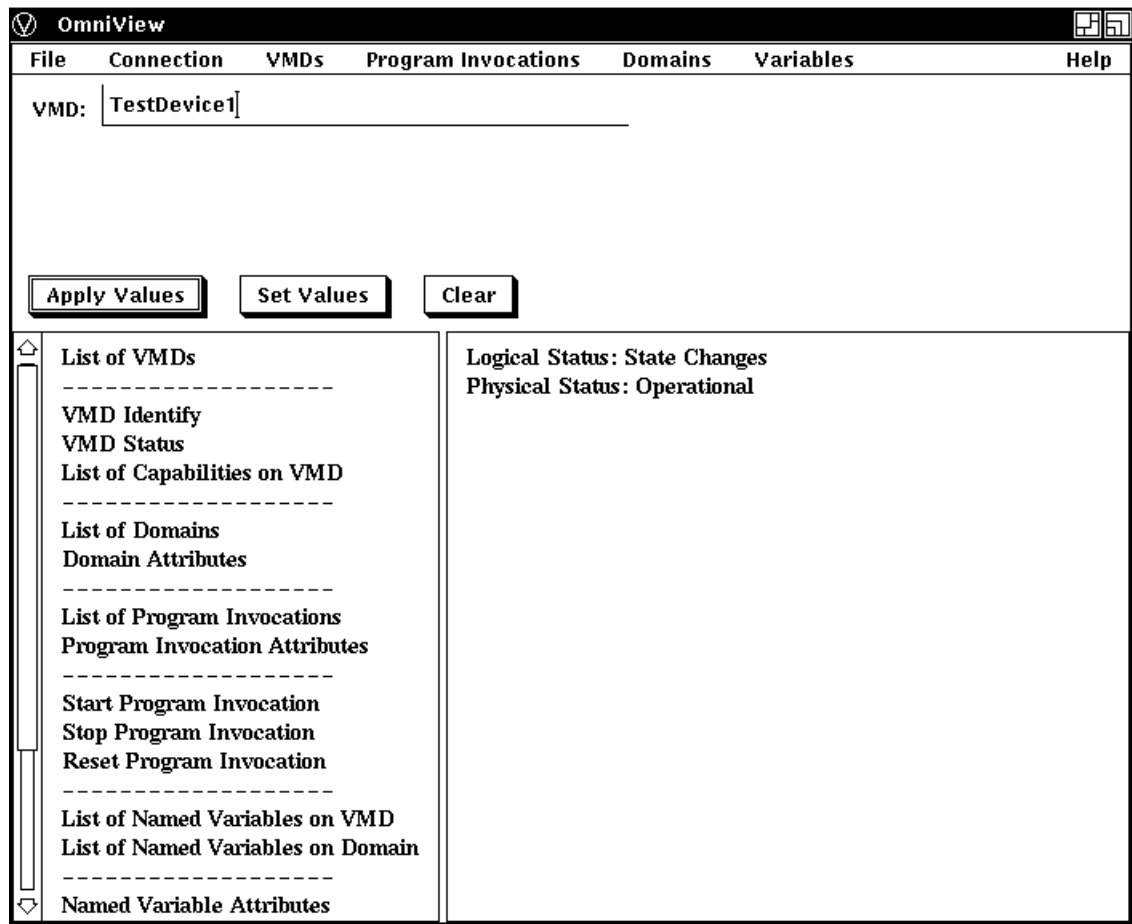 OmniView
File Connection VMDs Program Invocations Domains Variables Help
VMD: TestDevice1
Apply Values Set Values Clear
List of VMDs
--------------------
VMD Identify
VMD Status
List of Capabilities on VMD
--------------------
List of Domains
Domain Attributes
--------------------
List of Program Invocations
Program Invocation Attributes
--------------------
Start Program Invocation
Stop Program Invocation
Reset Program Invocation
--------------------
List of Named Variables on VMD
List of Named Variables on Domain
--------------------
Named Variable Attributes
Logical Status: State Changes
Physical Status: Operational